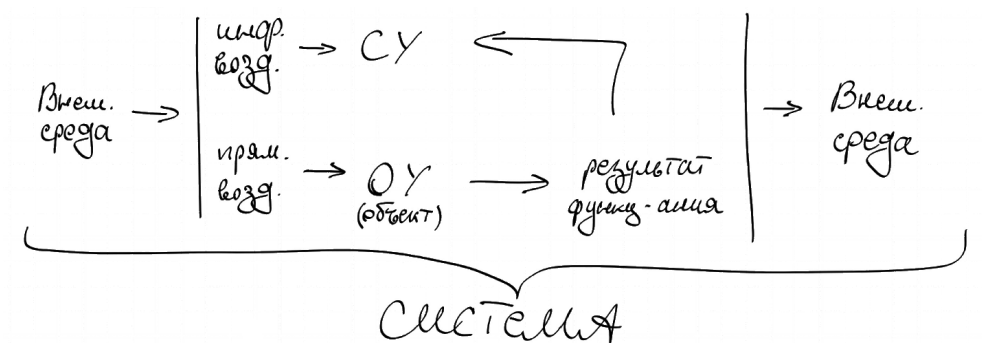 Внеш.
среда
инф.
возд.
СУ
прям.
возд.
ОУ
(объект)
результат
функц-ания
Внеш.
среда
СИСТЕМА